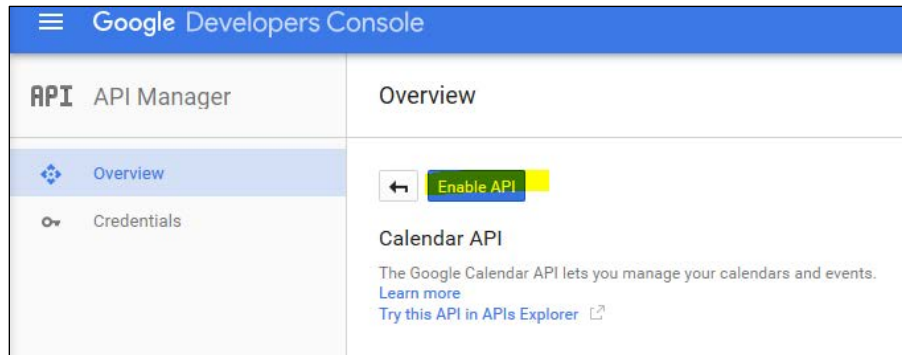 Google Developers Console
API API Manager
Overview
Overview
Credentials
Enable API
Calendar API
The Google Calendar API lets you manage your calendars and events.
Learn more
Try this API in APIs Explorer